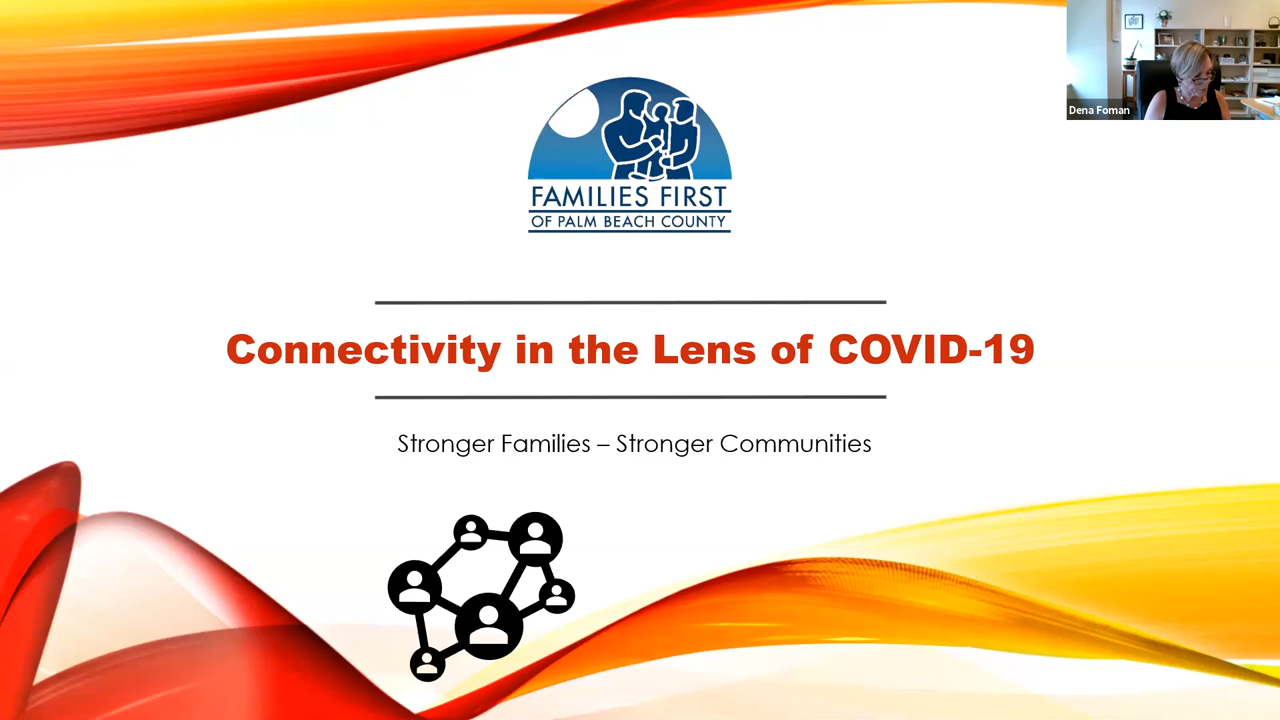 Dena Foman
FAMILIES FIRST
OF PALM BEACH COUNTY
Connectivity in the Lens of COVID-19
Stronger Families – Stronger Communities